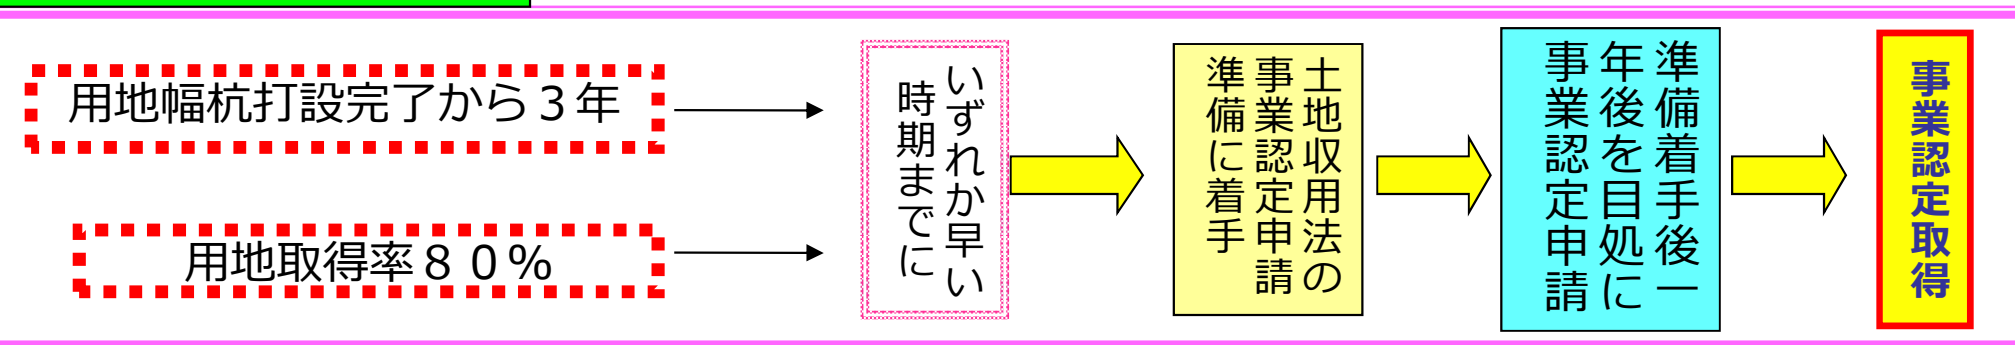 用地幅杭打設完了から３年
用地取得率８０％
いずれか早い
時期までに
土地収用法の
事業認定申請
準備に着手
準備着手後一
年後を目処に
事業認定申請
事業認定取得